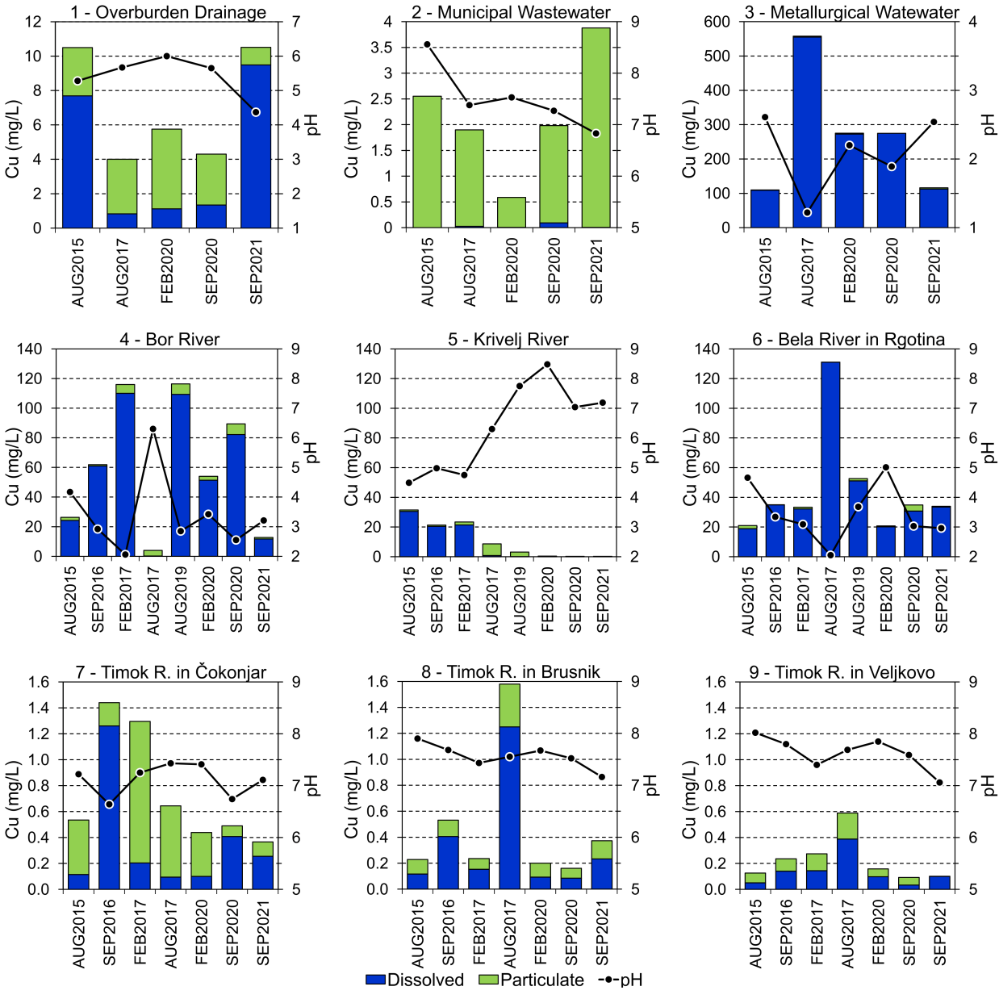 1 - Overburden Drainage
12
10
8
6
4
2
0
Cu (mg/L)
7
6
5
4
3
2
1
pH
AUG2015
AUG2017
FEB2020
SEP2020
SEP2021
2 - Municipal Wastewater
4
3.5
3
2.5
2
1.5
1
0.5
0
Cu (mg/L)
9
8
7
6
5
pH
AUG2015
AUG2017
FEB2020
SEP2020
SEP2021
3 - Metallurgical Watewater
600
500
400
300
200
100
0
Cu (mg/L)
4
3
2
1
pH
AUG2015
AUG2017
FEB2020
SEP2020
SEP2021
4 - Bor River
140
120
100
80
60
40
20
0
Cu (mg/L)
9
8
7
6
5
4
3
2
pH
AUG2015
SEP2016
FEB2017
AUG2017
AUG2019
FEB2020
SEP2020
SEP2021
5 - Krivelj River
140
120
100
80
60
40
20
0
Cu (mg/L)
9
8
7
6
5
4
3
2
pH
AUG2015
SEP2016
FEB2017
AUG2017
AUG2019
FEB2020
SEP2020
SEP2021
6 - Bela River in Rgotina
140
120
100
80
60
40
20
0
Cu (mg/L)
9
8
7
6
5
4
3
2
pH
AUG2015
SEP2016
FEB2017
AUG2017
AUG2019
FEB2020
SEP2020
SEP2021
7 - Timok R. in Čokonjar
1.6
1.4
1.2
1.0
0.8
0.6
0.4
0.2
0.0
Cu (mg/L)
9
8
7
6
5
pH
AUG2015
SEP2016
FEB2017
AUG2017
FEB2020
SEP2020
SEP2021
8 - Timok R. in Brusnik
1.6
1.4
1.2
1.0
0.8
0.6
0.4
0.2
0.0
Cu (mg/L)
9
8
7
6
5
pH
AUG2015
SEP2016
FEB2017
AUG2017
FEB2020
SEP2020
SEP2021
9 - Timok R. in Veljkovo
1.6
1.4
1.2
1.0
0.8
0.6
0.4
0.2
0.0
Cu (mg/L)
9
8
7
6
5
pH
AUG2015
SEP2016
FEB2017
AUG2017
FEB2020
SEP2020
SEP2021
Dissolved Particulate pH